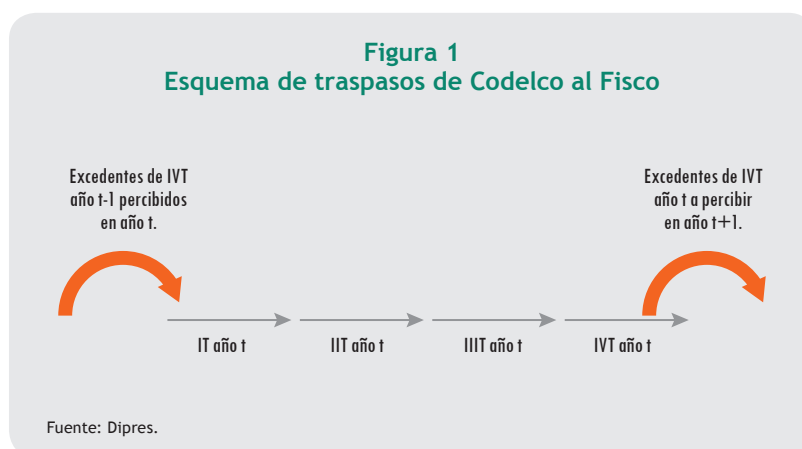 Figura 1
Esquema de traspasos de Codelco al Fisco
Excedentes de IVT
año t-1 percibidos
en año t.
Excedentes de IVT
año t a percibir
en año t+1.
IT año t
IIT año t
IIIT año t
IVT año t
Fuente: Dipres.